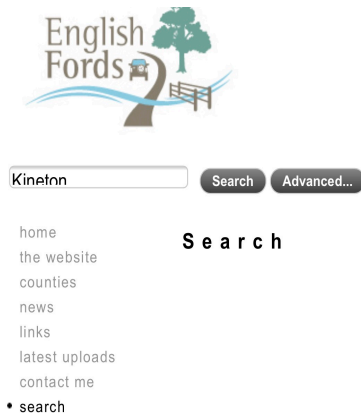 English
Fords
Kineton
Search
Advanced...
Search
home
the website
counties
news
links
latest uploads
contact me
search